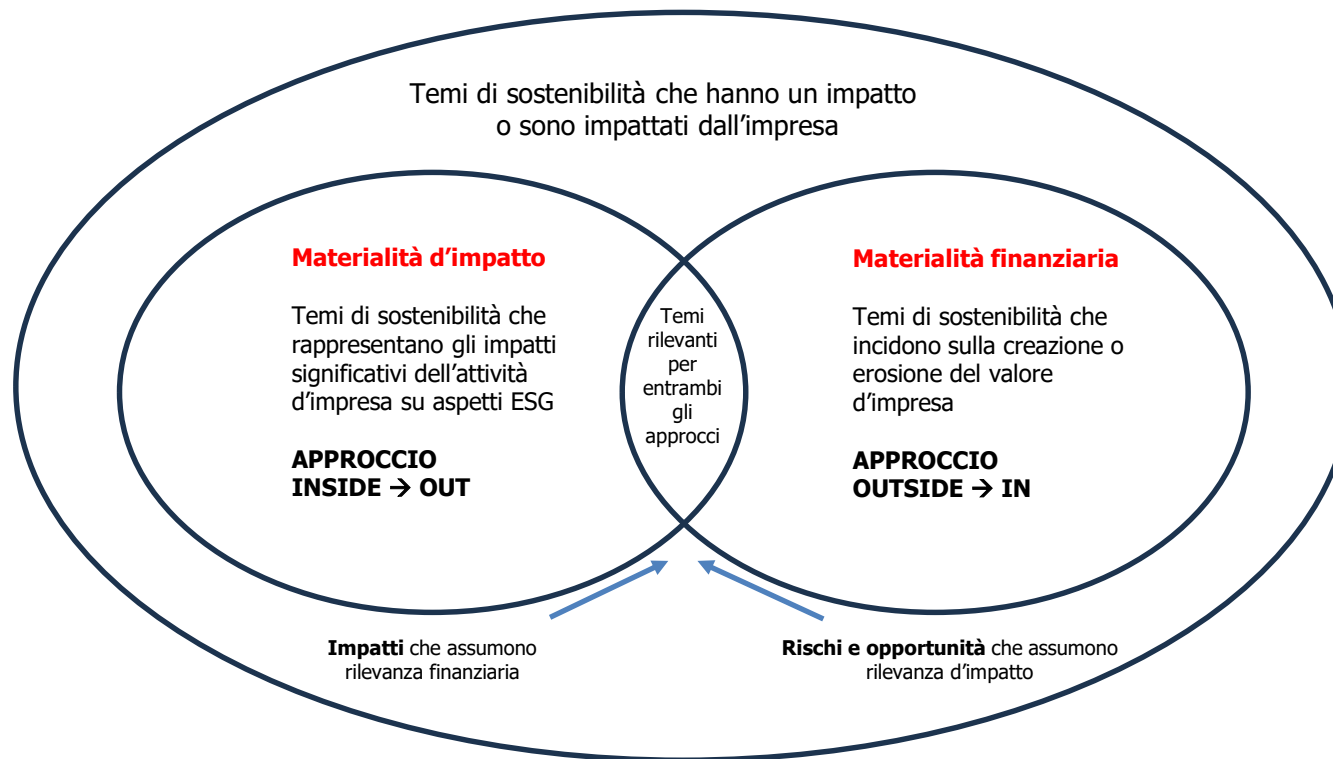 Temi di sostenibilità che hanno un impatto
o sono impattati dall’impresa
Materialità d’impatto
Temi di sostenibilità che
rappresentano gli impatti
significativi dell’attività
d’impresa su aspetti ESG
APPROCCIO
INSIDE → OUT
Temi
rilevanti
per
entrambi
gli
approcci
Materialità finanziaria
Temi di sostenibilità che
incidono sulla creazione o
erosione del valore
d’impresa
APPROCCIO
OUTSIDE → IN
Impatti che assumono
rilevanza finanziaria
Rischi e opportunità che assumono
rilevanza d’impatto